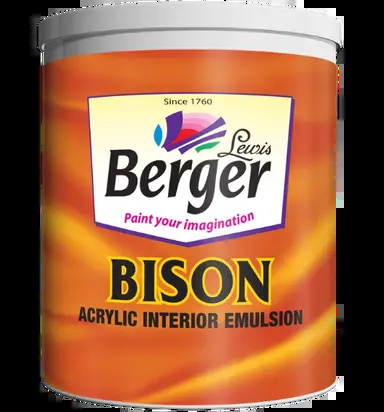 Since 1760
Lewis
Berger
Paint your imagination
BISON
ACRYLIC INTERIOR EMULSION